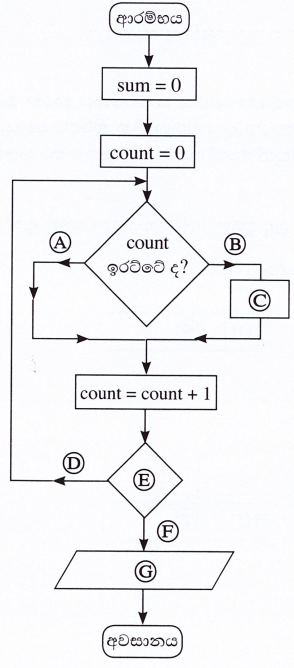 ආරම්භය
sum = 0
count = 0
Ⓐ
Ⓑ
count
ඉරට්ටේ ද?
Ⓒ
count = count + 1
Ⓓ
Ⓔ
Ⓕ
Ⓖ
අවසානය